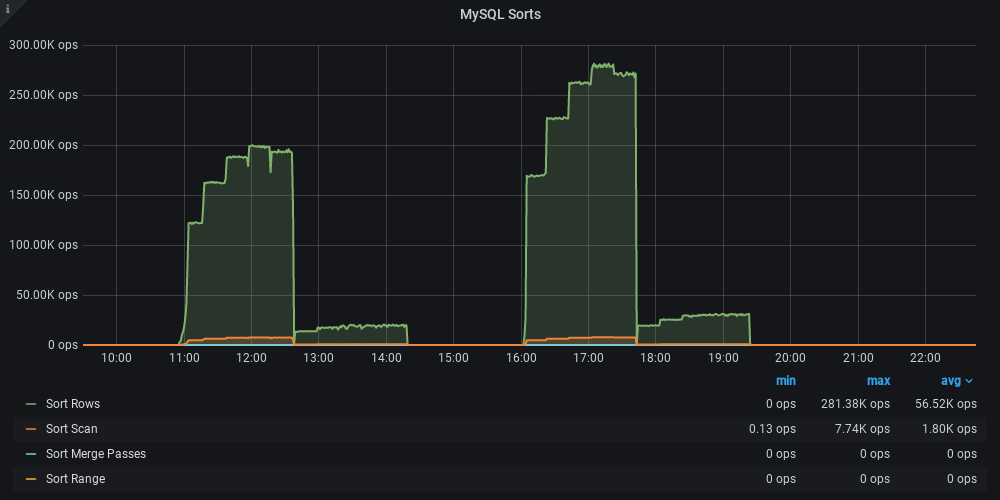 i
MySQL Sorts
300.00K ops
250.00K ops
200.00K ops
150.00K ops
100.00K ops
50.00K ops
0 ops
10:00 11:00 12:00 13:00 14:00 15:00 16:00 17:00 18:00 19:00 20:00 21:00 22:00
min max avg
Sort Rows 0 ops 281.38K ops 56.52K ops
Sort Scan 0.13 ops 7.74K ops 1.80K ops
Sort Merge Passes 0 ops 0 ops 0 ops
Sort Range 0 ops 0 ops 0 ops